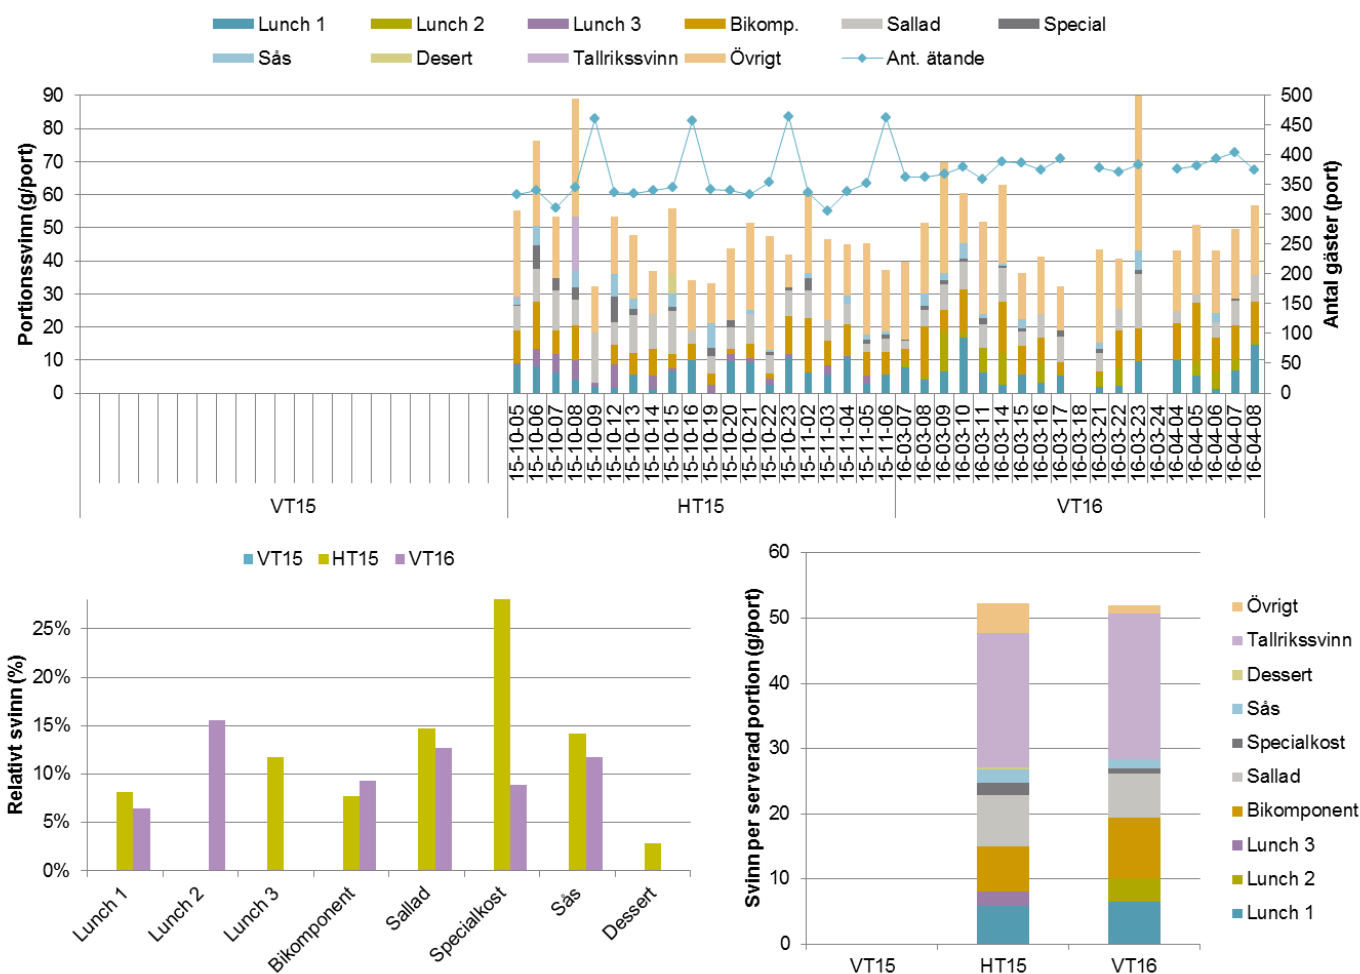 Lunch 1 Lunch 2 Lunch 3 Bikomp. Sallad Special
Sås Desert Tallrikssvinn Övrigt Ant. ätande
Portionssvinn (g/port)
90
80
70
60
50
40
30
20
10
0
500
450
400
350
300
250
200
150
100
50
0
Antal gäster (port)
15-10-05
15-10-06
15-10-07
15-10-08
15-10-09
15-10-12
15-10-13
15-10-14
15-10-15
15-10-16
15-10-19
15-10-20
15-10-21
15-10-22
15-10-23
15-11-02
15-11-03
15-11-04
15-11-05
15-11-06
16-03-07
16-03-08
16-03-09
16-03-10
16-03-11
16-03-14
16-03-15
16-03-16
16-03-17
16-03-18
16-03-21
16-03-22
16-03-23
16-03-24
16-04-04
16-04-05
16-04-06
16-04-07
16-04-08
VT15 HT15 VT16
VT15 HT15 VT16
Relativt svinn (%)
25%
20%
15%
10%
5%
0%
Lunch 1
Lunch 2
Lunch 3
Bikomponent
Sallad
Specialkost
Sås
Dessert
Svinn per serverad portion (g/port)
60
50
40
30
20
10
0
VT15 HT15 VT16
Övrigt
Tallrikssvinn
Dessert
Sås
Specialkost
Sallad
Bikomponent
Lunch 3
Lunch 2
Lunch 1